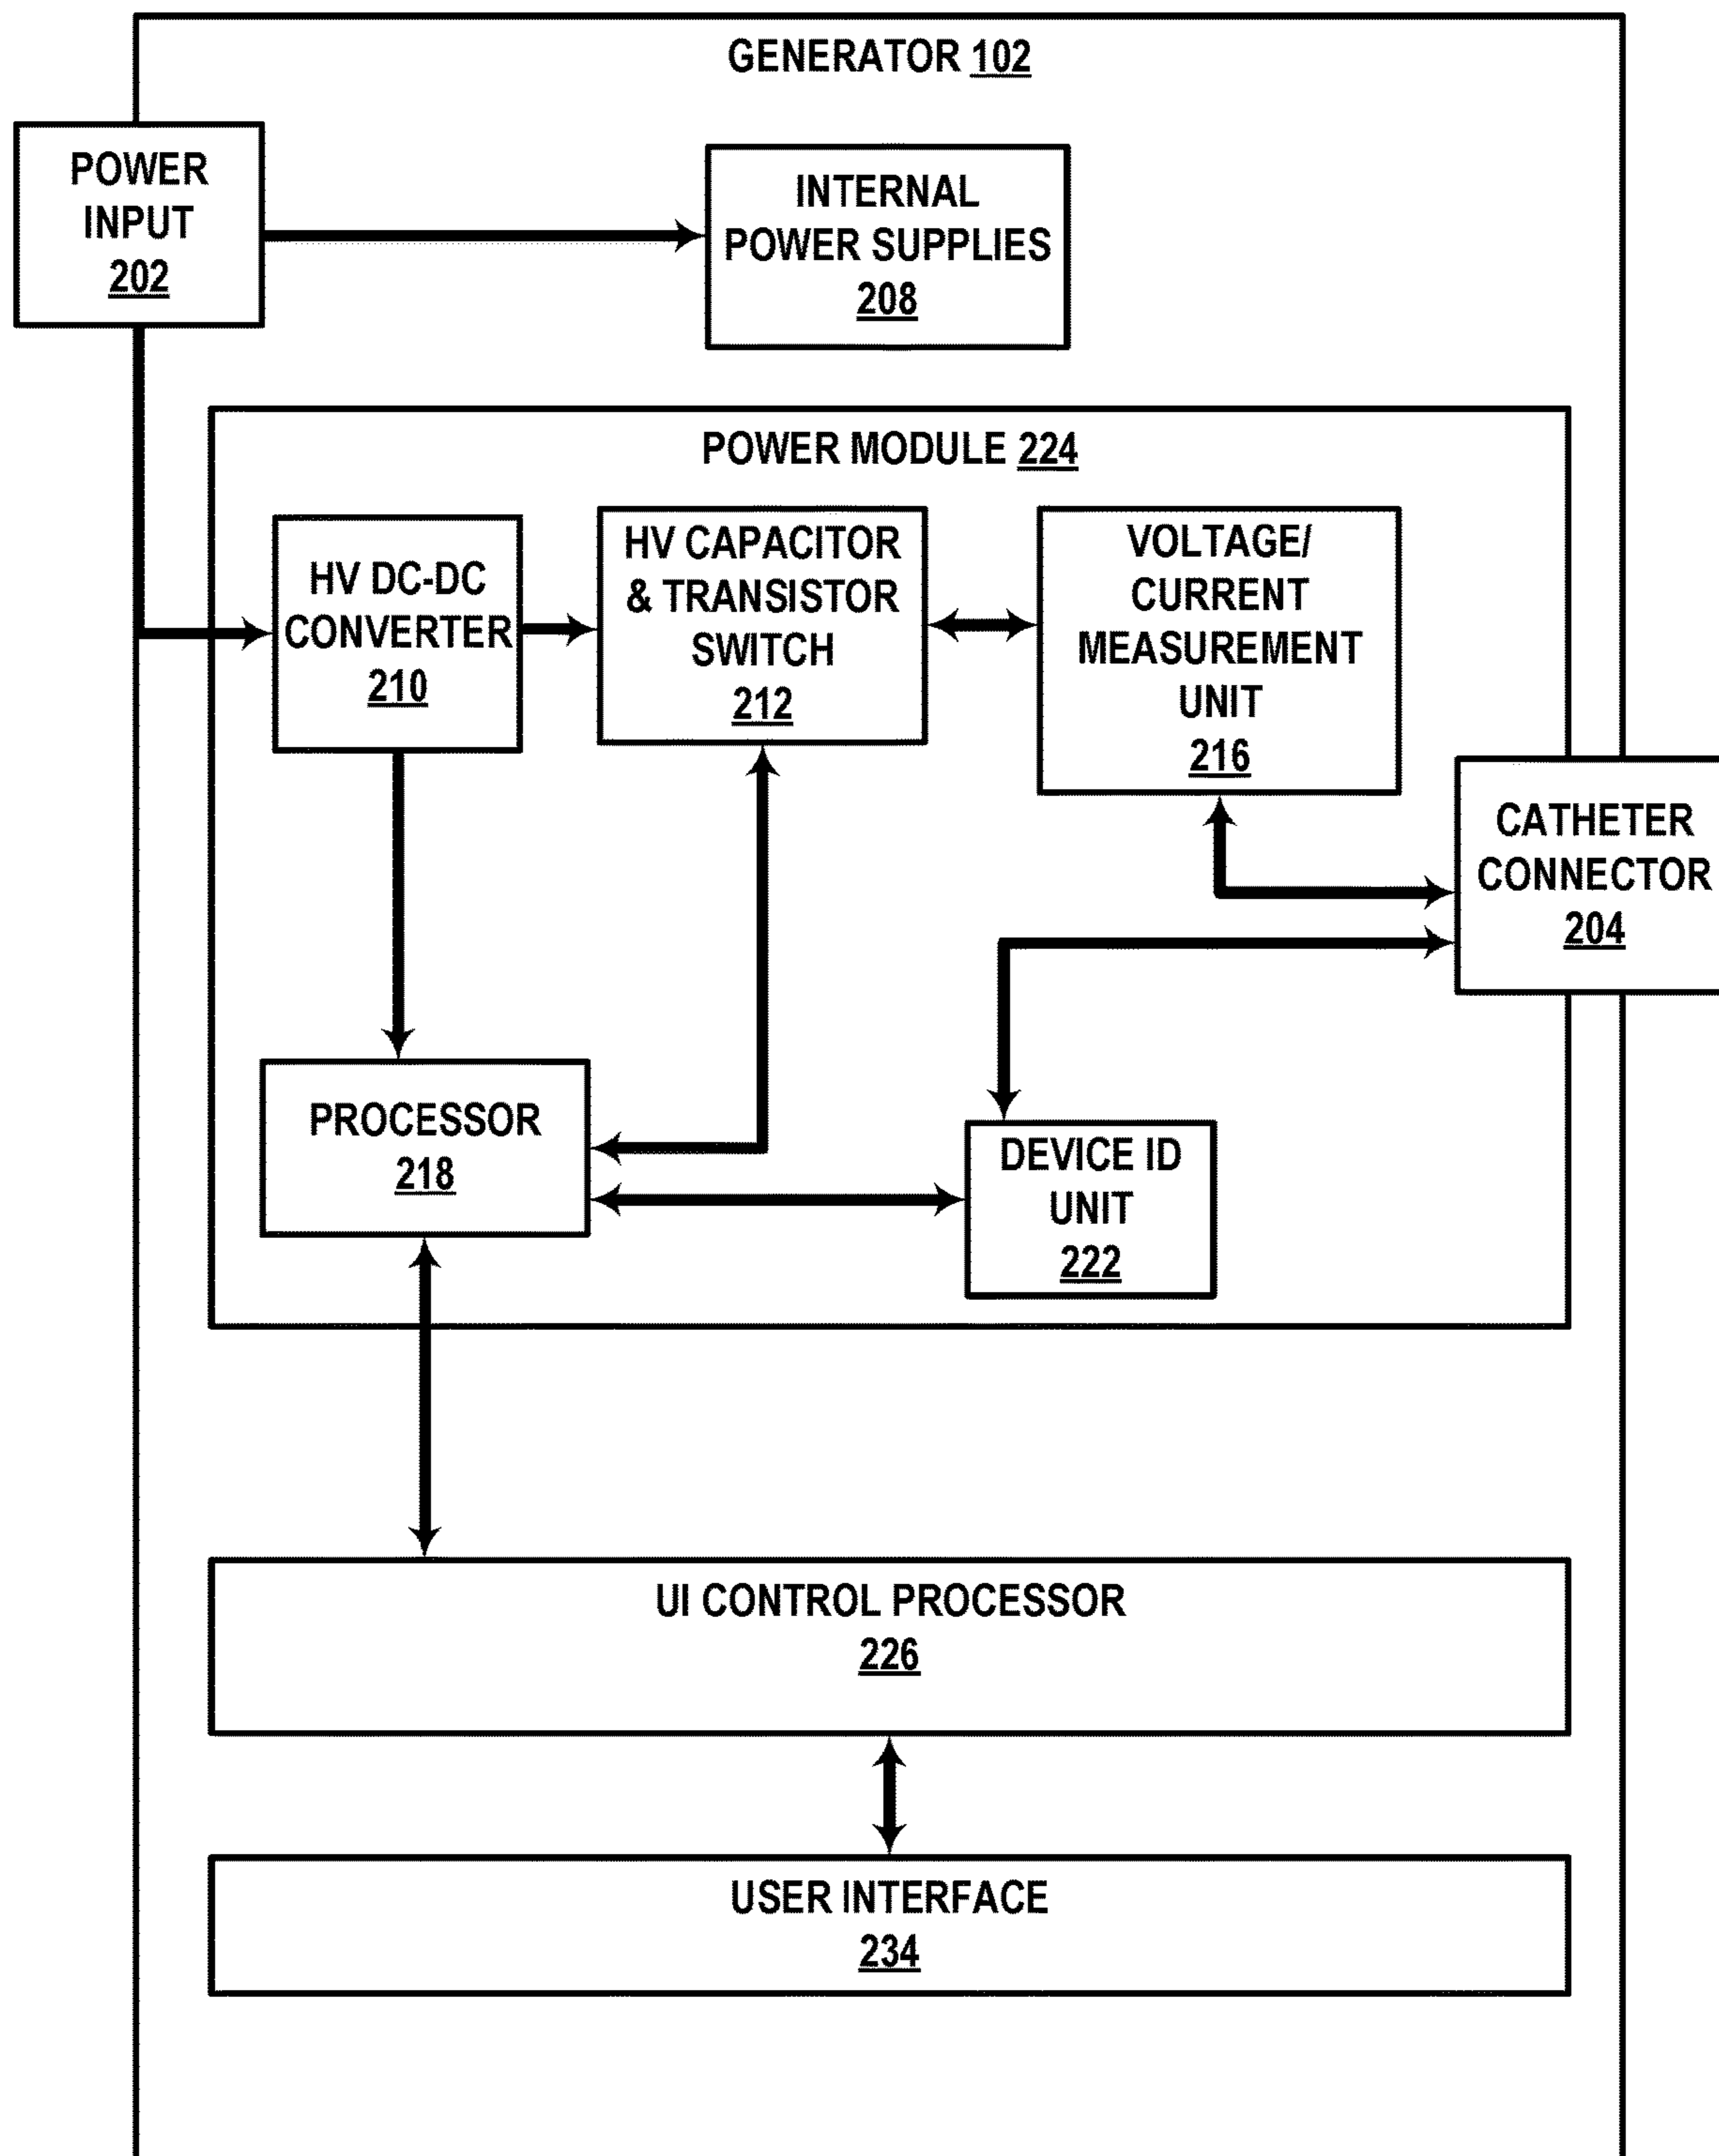 GENERATOR 102
POWER
INPUT
202
INTERNAL
POWER SUPPLIES
208
POWER MODULE 224
HV DC-DC
CONVERTER
210
HV CAPACITOR
& TRANSISTOR
SWITCH
212
VOLTAGE/
CURRENT
MEASUREMENT
UNIT
216
CATHETER
CONNECTOR
204
PROCESSOR
218
DEVICE ID
UNIT
222
UI CONTROL PROCESSOR
226
USER INTERFACE
234